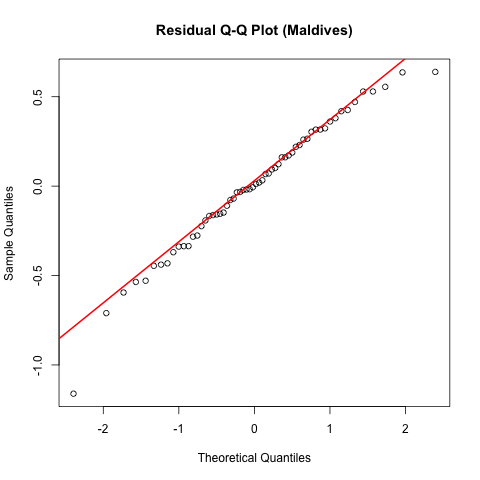 Residual Q-Q Plot (Maldives)
Sample Quantiles
0.5
0.0
-0.5
-1.0
-2 -1 0 1 2
Theoretical Quantiles